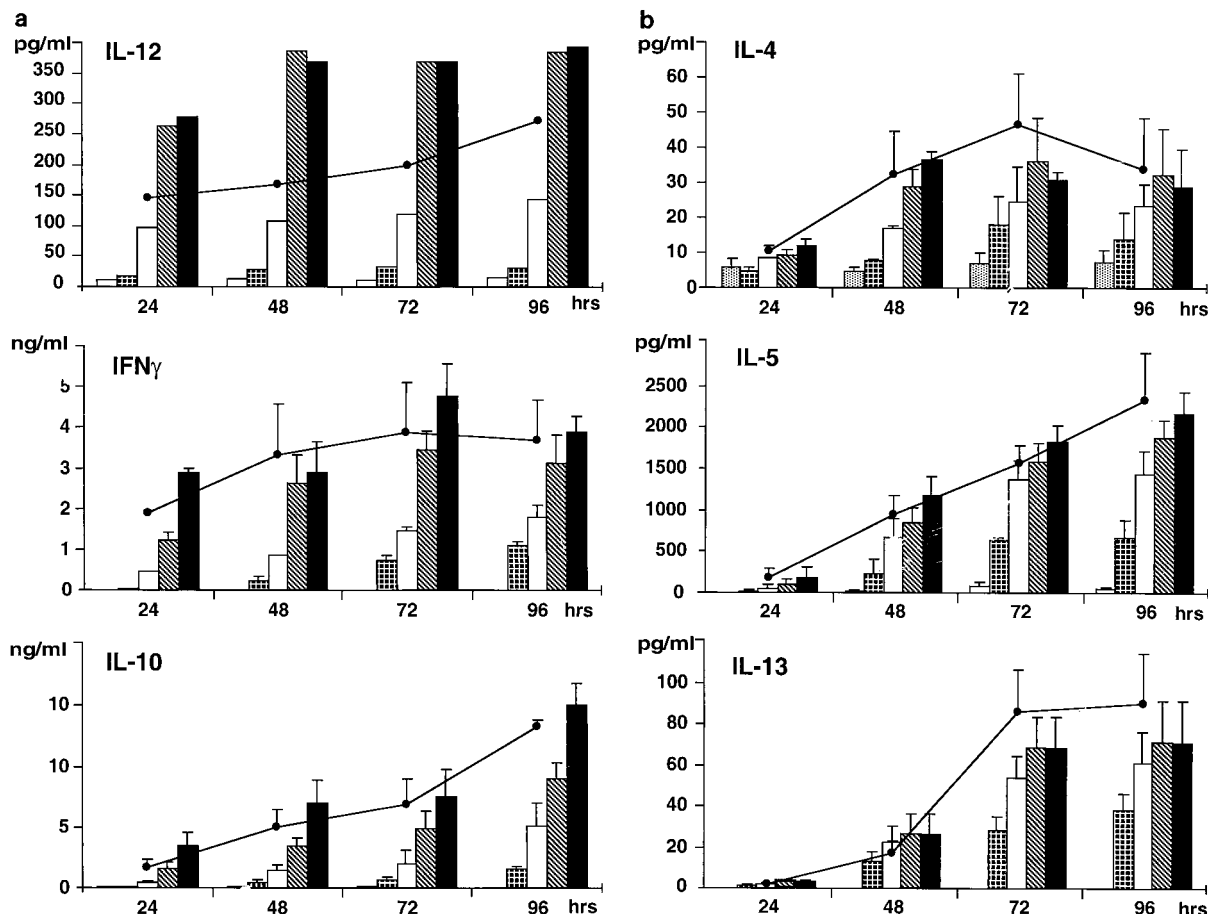 a
pg/ml
IL-12
350
300
250
200
150
100
50
0
24 48 72 96 hrs
ng/ml
IFNγ
5
4
3
2
1
0
24 48 72 96 hrs
ng/ml
IL-10
10
10
5
0
24 48 72 96 hrs
b
pg/ml
IL-4
60
50
40
30
20
10
0
24 48 72 96 hrs
pg/ml
IL-5
2500
2000
1500
1000
500
0
24 48 72 96 hrs
pg/ml
IL-13
100
80
60
40
20
0
24 48 72 96 hrs